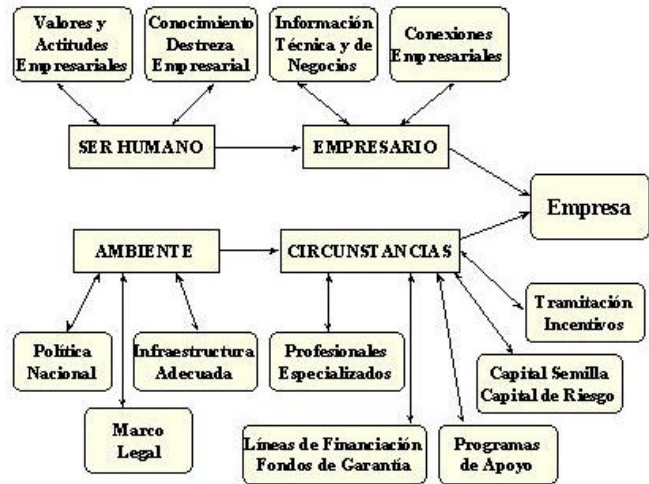 Valores y
Actitudes
Empresariales
Conocimiento
Destreza
Empresarial
Información
Técnica y de
Negocios
Conexiones
Empresariales
SER HUMANO
EMPRESARIO
Empresa
AMBIENTE
CIRCUNSTANCIAS
Tramitación
Incentivos
Política
Nacional
Infraestructura
Adecuada
Profesionales
Especializados
Capital Semilla
Capital de Riesgo
Marco
Legal
Líneas de Financiación
Fondos de Garantía
Programas
de Apoyo